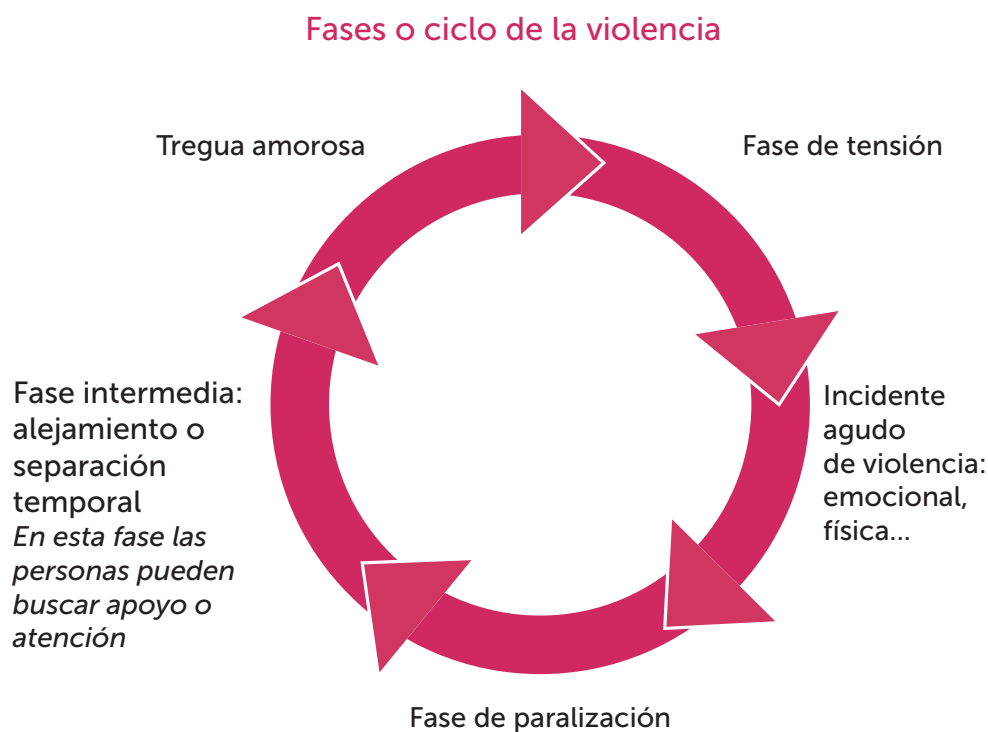 Fases o ciclo de la violencia
Tregua amorosa
Fase de tensión
Incidente
agudo
de violencia:
emocional,
física...
Fase de paralización
Fase intermedia:
alejamiento o
separación
temporal
En esta fase las
personas pueden
buscar apoyo o
atención